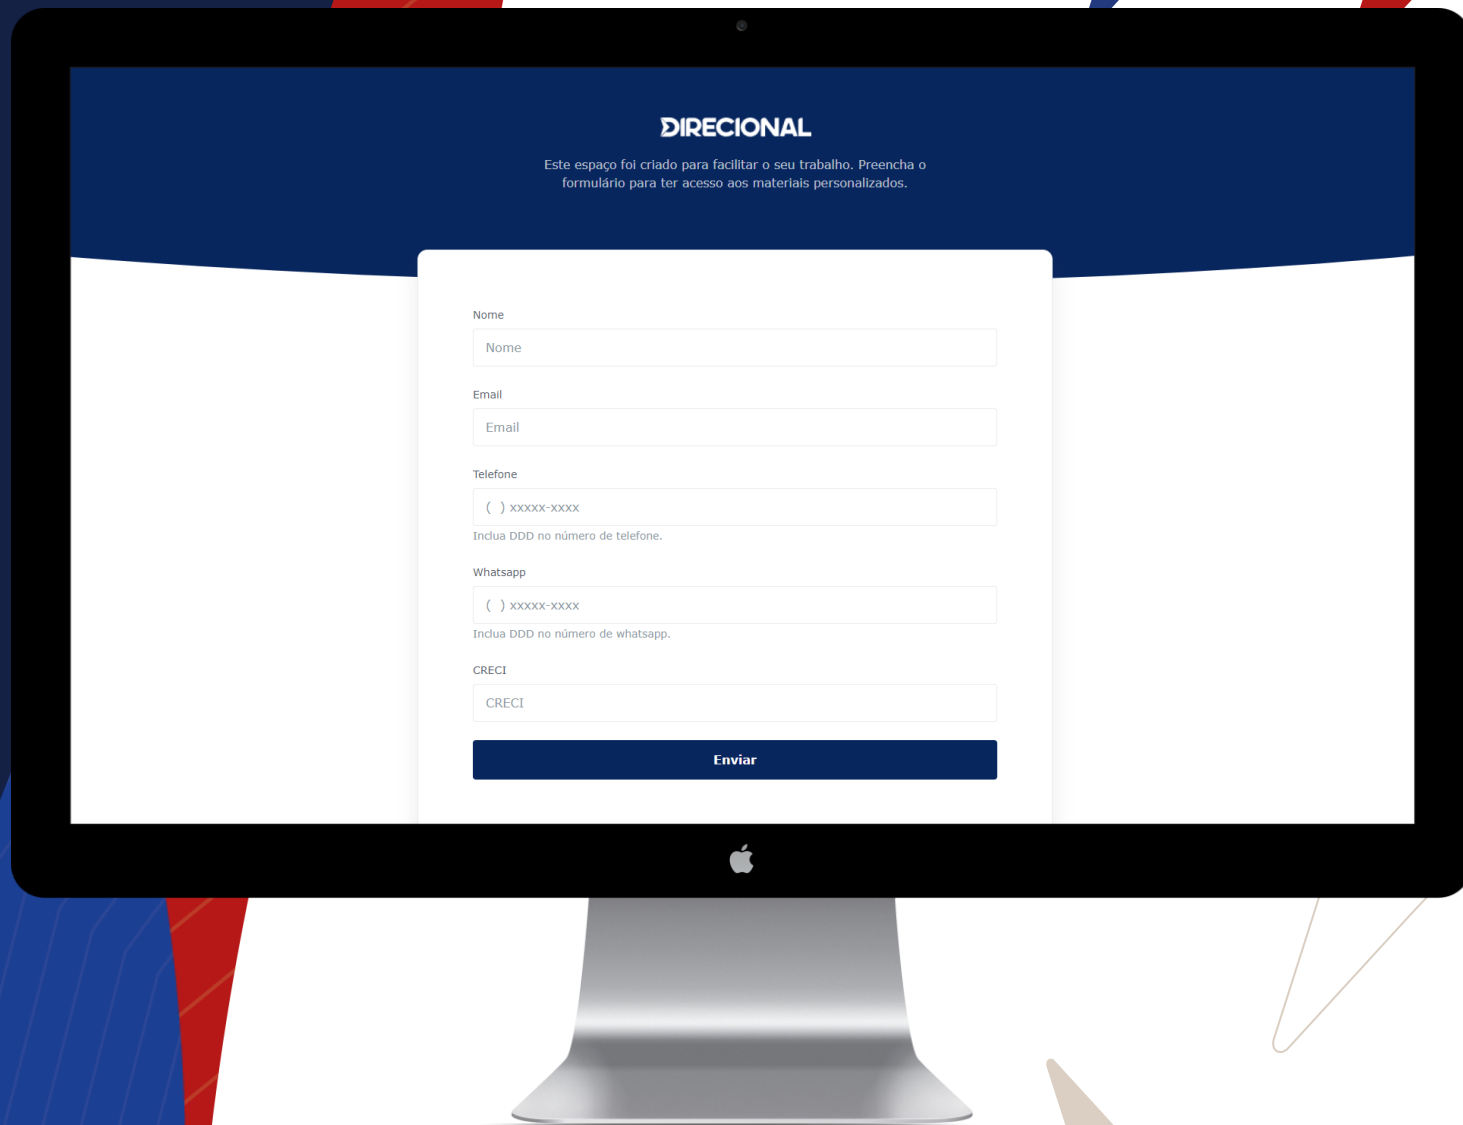 DIRECIONAL
Este espaço foi criado para facilitar o seu trabalho. Preencha o
formulário para ter acesso aos materiais personalizados.
Nome
Nome
Email
Email
Telefone
( ) xxxxx-xxxx
Inclua DDD no número de telefone.
Whatsapp
( ) xxxxx-xxxx
Inclua DDD no número de whatsapp.
CRECI
CRECI
Enviar